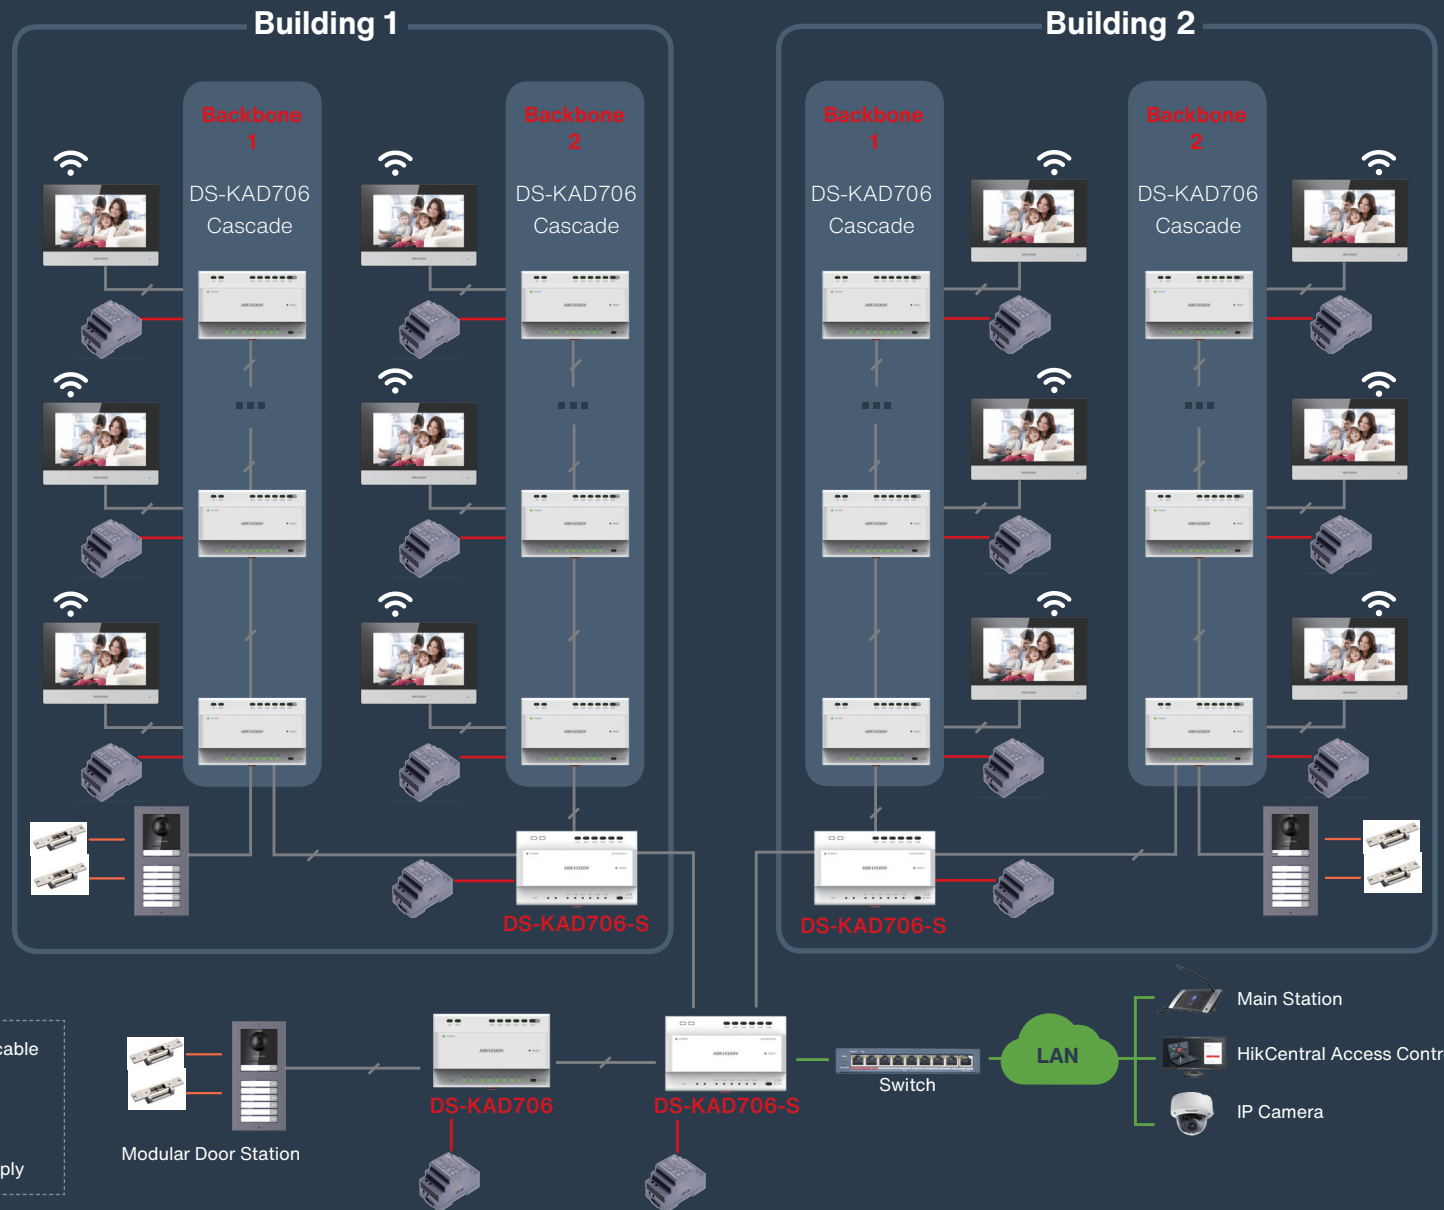 Building 1
Building 2
Backbone
1
Backbone
2
Backbone
1
Backbone
2
DS-KAD706
Cascade
DS-KAD706
Cascade
DS-KAD706
Cascade
DS-KAD706
Cascade
DS-KAD706-S
DS-KAD706-S
cable
ply
Modular Door Station
DS-KAD706
DS-KAD706-S
HIKVISION
HIKVISION
Switch
LAN
Main Station
HikCentral Access Contr
IP Camera